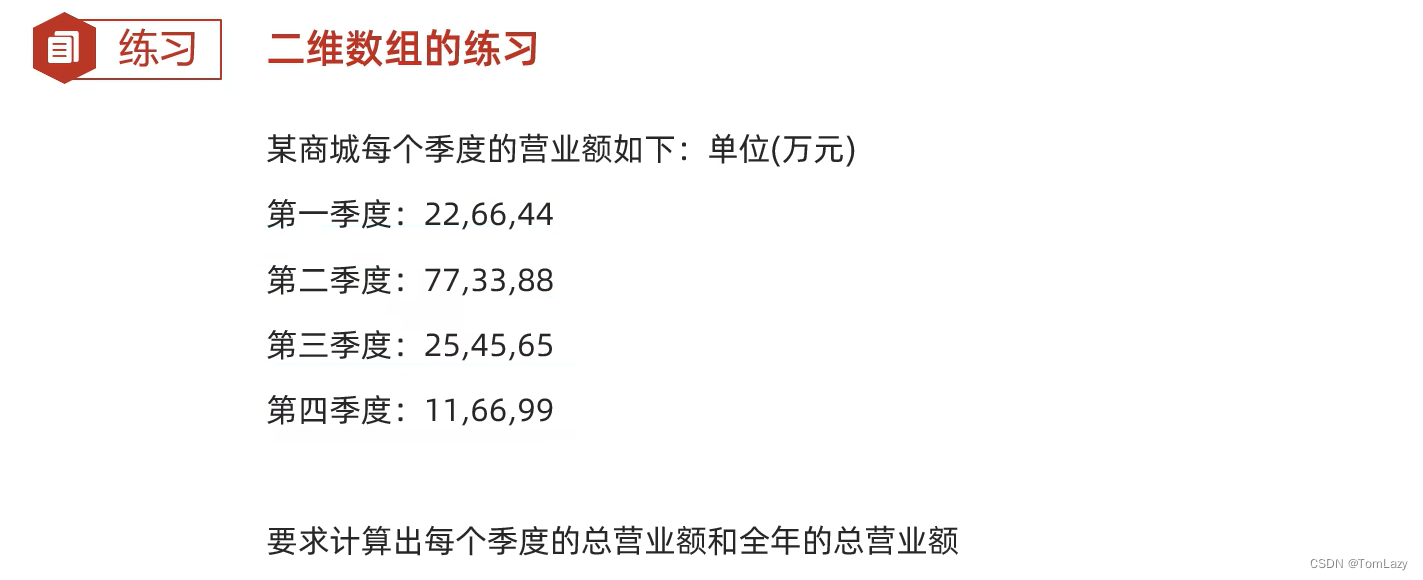 练习
二维数组的练习
某商城每个季度的营业额如下：单位(万元)
第一季度：22,66,44
第二季度：77,33,88
第三季度：25,45,65
第四季度：11,66,99
要求计算出每个季度的总营业额和全年的总营业额
CSDN @TomLazy